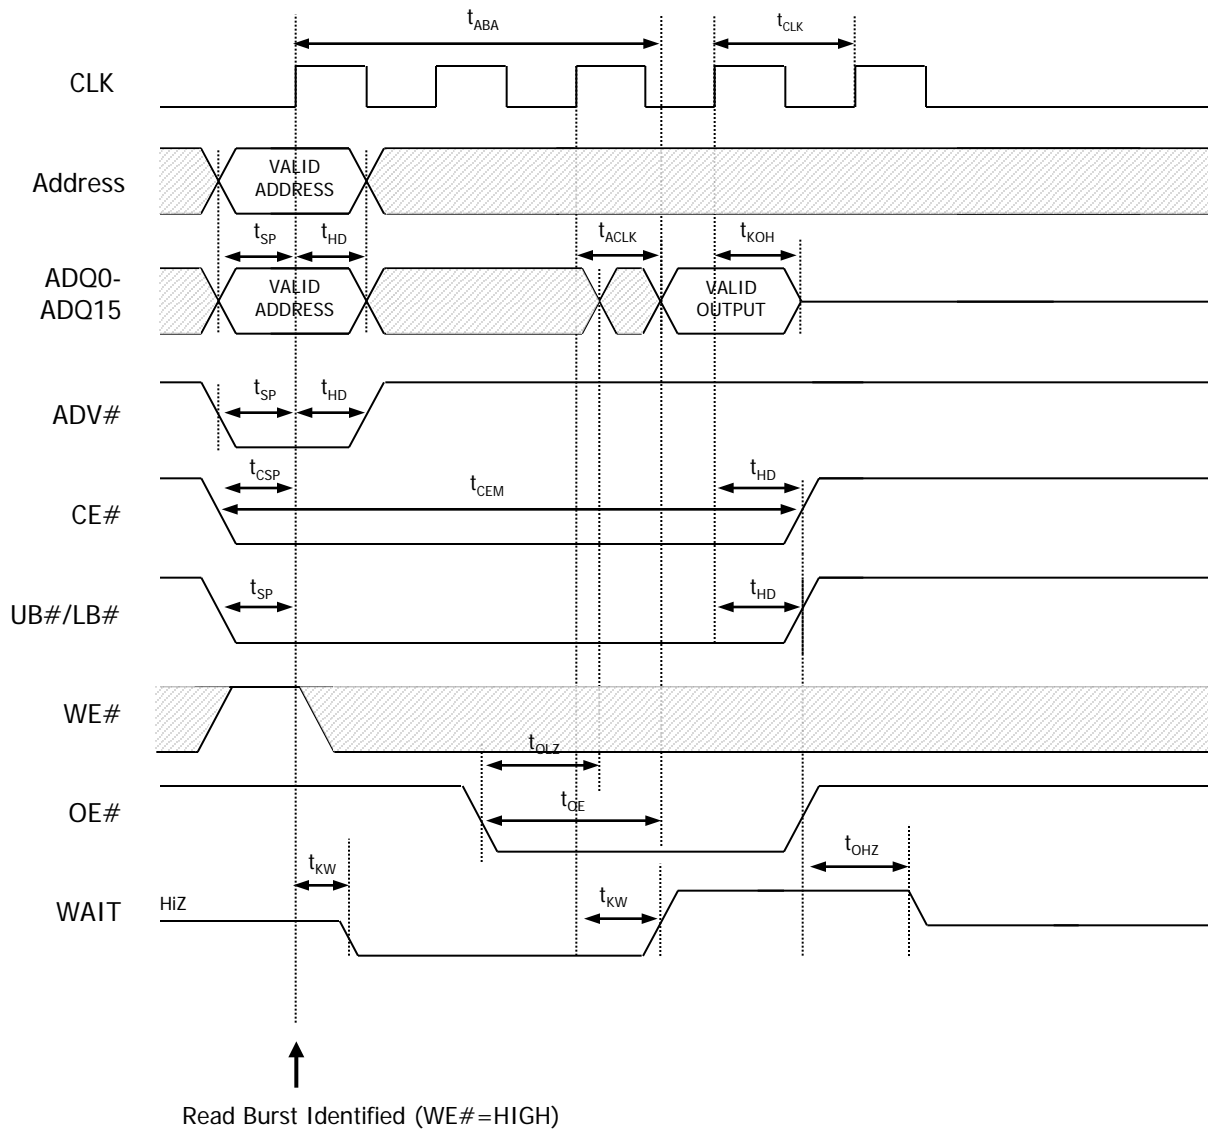 tABA
tCLK
CLK
VALID
ADDRESS
Address
tSP
tHD
tACLK
tKOH
ADQ0-
ADQ15
VALID
ADDRESS
VALID
OUTPUT
tSP
tHD
ADV#
tCSP
tCEM
tHD
CE#
tSP
tHD
UB#/LB#
WE#
tOLZ
OE#
tOE
tOHZ
tKW
HiZ
WAIT
tKW
Read Burst Identified (WE#=HIGH)